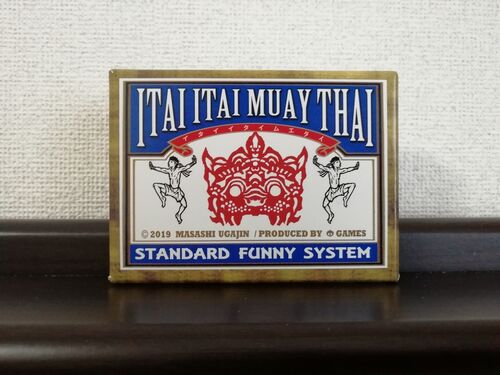 ITAI ITAI MUAY THAI
イタイイタイムエタイ
© 2019 MASASHI UGAJIN / PRODUCED BY GAMES
STANDARD FUNNY SYSTEM